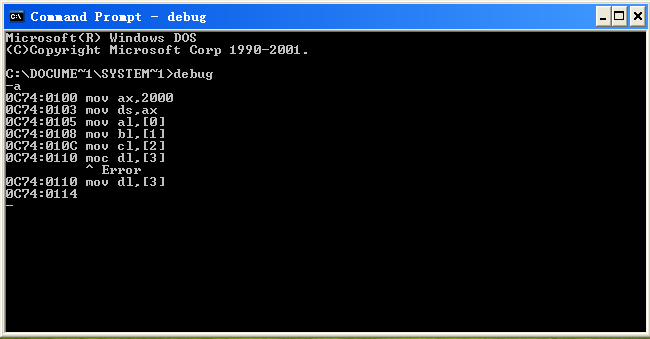 Command Prompt - debug
Microsoft(R) Windows DOS
(C)Copyright Microsoft Corp 1990-2001.
C:\DOCUME~1\SYSTEM~1>debug
-a
0C74:0100 mov ax,2000
0C74:0103 mov ds,ax
0C74:0105 mov al,[0]
0C74:0108 mov bl,[1]
0C74:010C mov cl,[2]
0C74:0110 moc dl,[3]
^ Error
0C74:0110 mov dl,[3]
0C74:0114
-